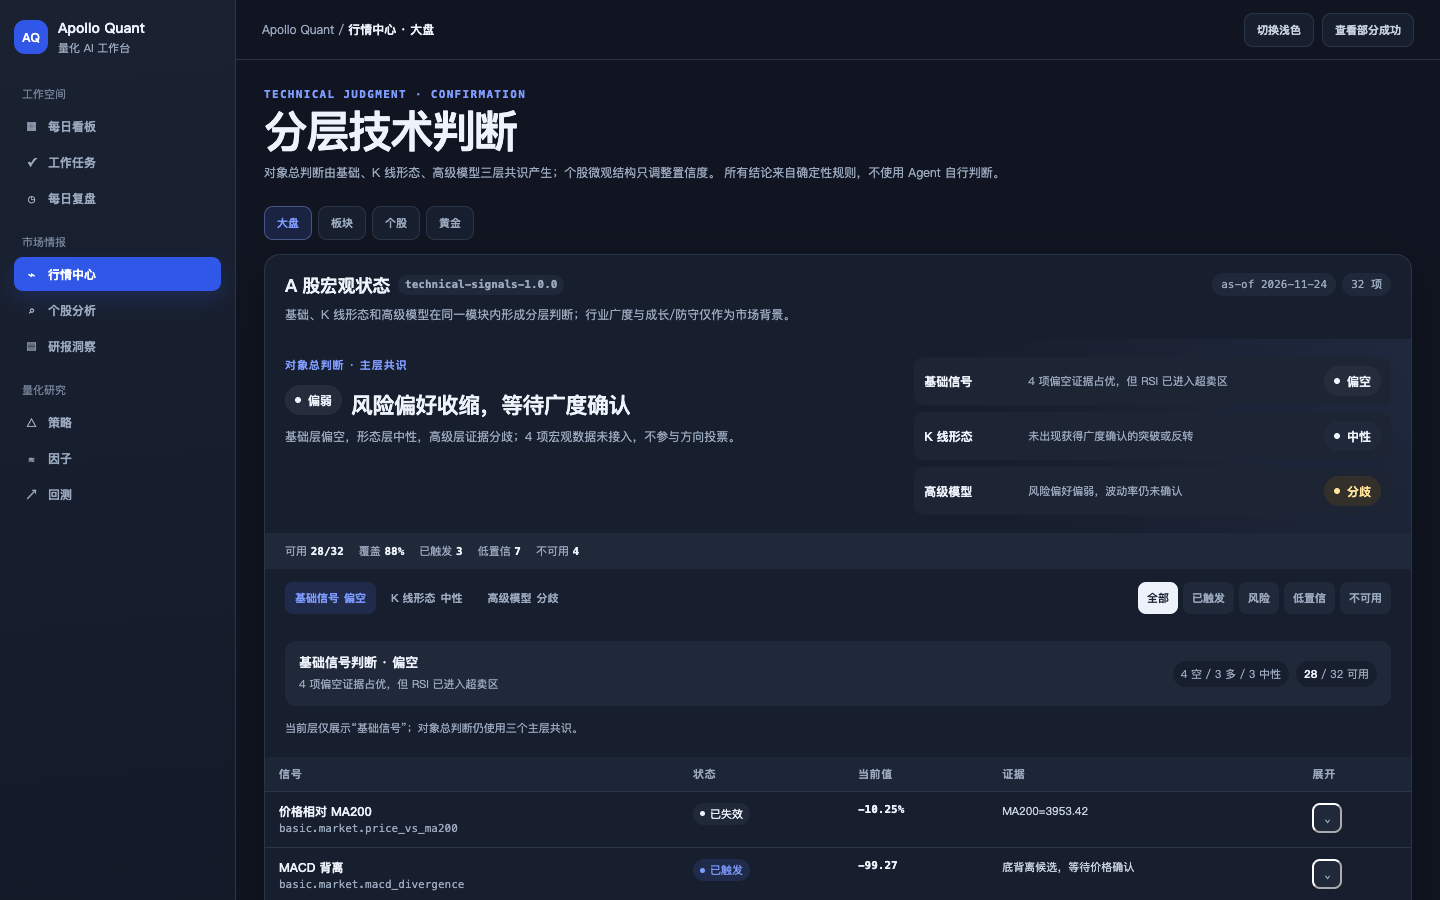 AQ
Apollo Quant
量化 AI 工作台
工作空间
每日看板
工作任务
每日复盘
市场情报
行情中心
个股分析
研报洞察
量化研究
策略
因子
回测
Apollo Quant / 行情中心 · 大盘
切换浅色
查看部分成功
TECHNICAL JUDGMENT · CONFIRMATION
分层技术判断
对象总判断由基础、K 线形态、高级模型三层共识产生；个股微观结构只调整置信度。 所有结论来自确定性规则，不使用 Agent 自行判断。
大盘 板块 个股 黄金
A 股宏观状态 technical-signals-1.0.0
as-of 2026-11-24 32 项
基础、K 线形态和高级模型在同一模块内形成分层判断；行业广度与成长/防守仅作为市场背景。
对象总判断 · 主层共识
偏弱 风险偏好收缩，等待广度确认
基础层偏空，形态层中性，高级层证据分歧；4 项宏观数据未接入，不参与方向投票。
基础信号 4 项偏空证据占优，但 RSI 已进入超卖区 偏空
K 线形态 未出现获得广度确认的突破或反转 中性
高级模型 风险偏好偏弱，波动率仍未确认 分歧
可用 28/32 覆盖 88% 已触发 3 低置信 7 不可用 4
基础信号 偏空 K 线形态 中性 高级模型 分歧
全部 已触发 风险 低置信 不可用
基础信号判断 · 偏空
4 项偏空证据占优，但 RSI 已进入超卖区
4 空 / 3 多 / 3 中性 28 / 32 可用
当前层仅展示“基础信号”；对象总判断仍使用三个主层共识。
信号 状态 当前值 证据 展开
价格相对 MA200 已失效 −10.25% MA200=3953.42
basic.market.price_vs_ma200
MACD 背离 已触发 −99.27 底背离候选，等待价格确认
basic.market.macd_divergence